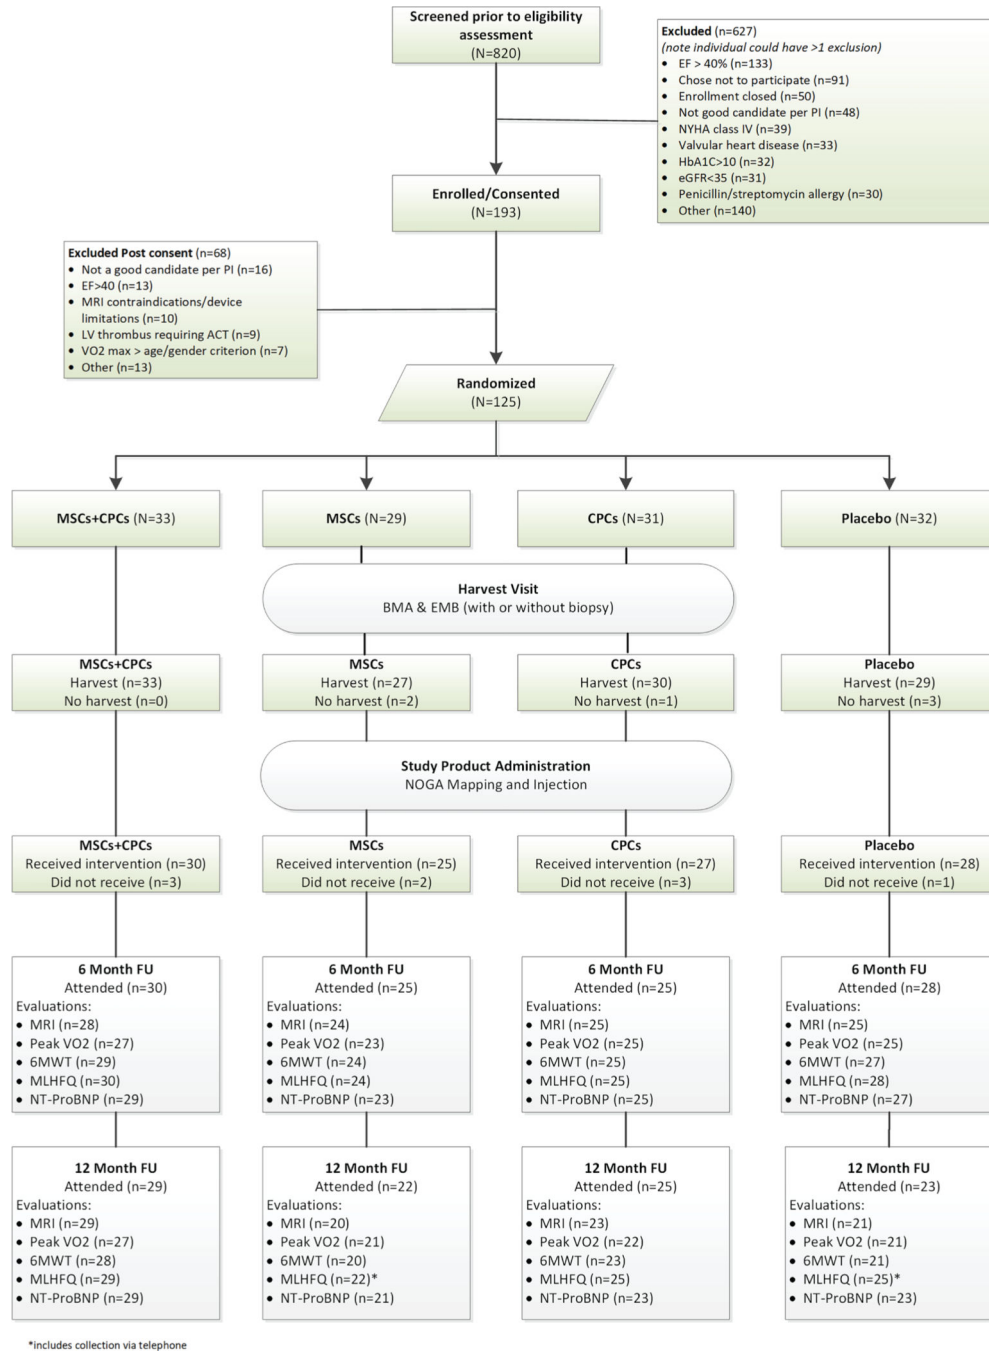 Screened prior to eligibility
assessment
(N=820)
Excluded (n=627)
(note individual could have >1 exclusion)
• EF > 40% (n=133)
• Chose not to participate (n=91)
• Enrollment closed (n=50)
• Not good candidate per PI (n=48)
• NYHA class IV (n=39)
• Valvular heart disease (n=33)
• HbA1C>10 (n=32)
• eGFR<35 (n=31)
• Penicillin/streptomycin allergy (n=30)
• Other (n=140)
Enrolled/Consented
(N=193)
Excluded Post consent (n=68)
• Not a good candidate per PI (n=16)
• EF>40 (n=13)
• MRI contraindications/device
limitations (n=10)
• LV thrombus requiring ACT (n=9)
• VO2 max > age/gender criterion (n=7)
• Other (n=13)
Randomized
(N=125)
MSCs+CPCs (N=33)
MSCs (N=29)
CPCs (N=31)
Placebo (N=32)
Harvest Visit
BMA & EMB (with or without biopsy)
MSCs+CPCs
Harvest (n=33)
No harvest (n=0)
MSCs
Harvest (n=27)
No harvest (n=2)
CPCs
Harvest (n=30)
No harvest (n=1)
Placebo
Harvest (n=29)
No harvest (n=3)
Study Product Administration
NOGA Mapping and Injection
MSCs+CPCs
Received intervention (n=30)
Did not receive (n=3)
MSCs
Received intervention (n=25)
Did not receive (n=2)
CPCs
Received intervention (n=27)
Did not receive (n=3)
Placebo
Received intervention (n=28)
Did not receive (n=1)
6 Month FU
Attended (n=30)
Evaluations:
• MRI (n=28)
• Peak VO2 (n=27)
• 6MWT (n=29)
• MLHFQ (n=30)
• NT-ProBNP (n=29)
6 Month FU
Attended (n=25)
Evaluations:
• MRI (n=24)
• Peak VO2 (n=23)
• 6MWT (n=24)
• MLHFQ (n=24)
• NT-ProBNP (n=23)
6 Month FU
Attended (n=25)
Evaluations:
• MRI (n=25)
• Peak VO2 (n=25)
• 6MWT (n=25)
• MLHFQ (n=25)
• NT-ProBNP (n=25)
6 Month FU
Attended (n=28)
Evaluations:
• MRI (n=25)
• Peak VO2 (n=25)
• 6MWT (n=27)
• MLHFQ (n=28)
• NT-ProBNP (n=27)
12 Month FU
Attended (n=29)
Evaluations:
• MRI (n=29)
• Peak VO2 (n=27)
• 6MWT (n=28)
• MLHFQ (n=29)
• NT-ProBNP (n=29)
12 Month FU
Attended (n=22)
Evaluations:
• MRI (n=20)
• Peak VO2 (n=21)
• 6MWT (n=20)
• MLHFQ (n=22)*
• NT-ProBNP (n=21)
12 Month FU
Attended (n=25)
Evaluations:
• MRI (n=23)
• Peak VO2 (n=22)
• 6MWT (n=23)
• MLHFQ (n=25)
• NT-ProBNP (n=23)
12 Month FU
Attended (n=23)
Evaluations:
• MRI (n=21)
• Peak VO2 (n=21)
• 6MWT (n=21)
• MLHFQ (n=25)*
• NT-ProBNP (n=23)
*includes collection via telephone